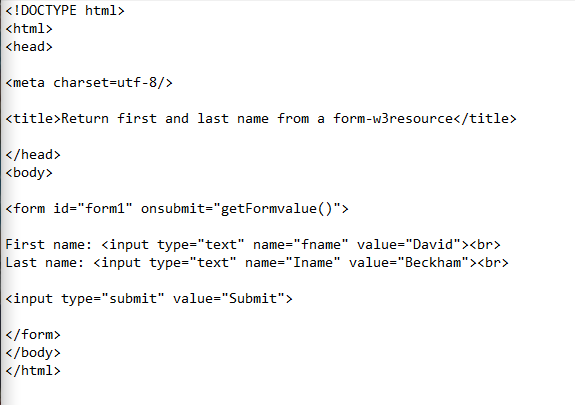 <!DOCTYPE html>
<html>
<head>
<meta charset=utf-8/>
<title>Return first and last name from a form-w3resource</title>
</head>
<body>
<form id="form1" onsubmit="getFormvalue()">
First name: <input type="text" name="fname" value="David"><br>
Last name: <input type="text" name="Iname" value="Beckham"><br>
<input type="submit" value="Submit">
</form>
</body>
</html>